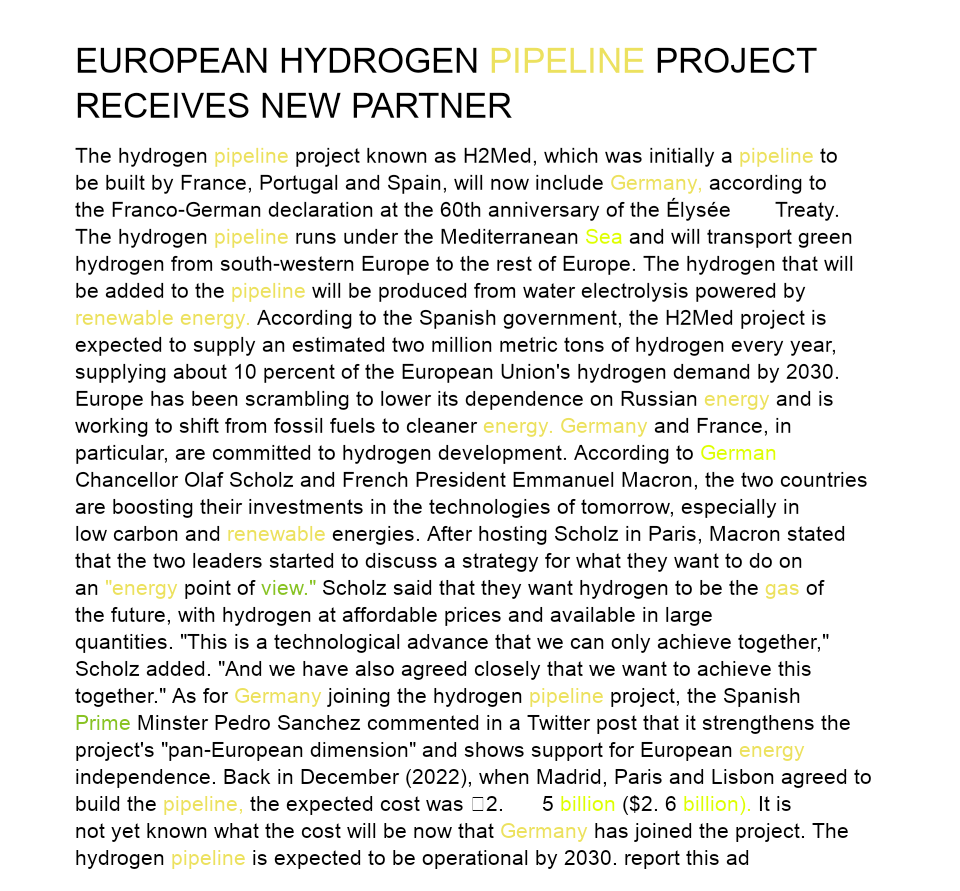 EUROPEAN HYDROGEN PIPELINE PROJECT
RECEIVES NEW PARTNER
The hydrogen pipeline project known as H2Med, which was initially a pipeline to
be built by France, Portugal and Spain, will now include Germany, according to
the Franco-German declaration at the 60th anniversary of the Élysée Treaty.
The hydrogen pipeline runs under the Mediterranean Sea and will transport green
hydrogen from south-western Europe to the rest of Europe. The hydrogen that will
be added to the pipeline will be produced from water electrolysis powered by
renewable energy. According to the Spanish government, the H2Med project is
expected to supply an estimated two million metric tons of hydrogen every year,
supplying about 10 percent of the European Union's hydrogen demand by 2030.
Europe has been scrambling to lower its dependence on Russian energy and is
working to shift from fossil fuels to cleaner energy. Germany and France, in
particular, are committed to hydrogen development. According to German
Chancellor Olaf Scholz and French President Emmanuel Macron, the two countries
are boosting their investments in the technologies of tomorrow, especially in
low carbon and renewable energies. After hosting Scholz in Paris, Macron stated
that the two leaders started to discuss a strategy for what they want to do on
an "energy point of view." Scholz said that they want hydrogen to be the gas of
the future, with hydrogen at affordable prices and available in large
quantities. "This is a technological advance that we can only achieve together,"
Scholz added. "And we have also agreed closely that we want to achieve this
together." As for Germany joining the hydrogen pipeline project, the Spanish
Prime Minster Pedro Sanchez commented in a Twitter post that it strengthens the
project's "pan-European dimension" and shows support for European energy
independence. Back in December (2022), when Madrid, Paris and Lisbon agreed to
build the pipeline, the expected cost was □2. 5 billion ($2. 6 billion). It is
not yet known what the cost will be now that Germany has joined the project. The
hydrogen pipeline is expected to be operational by 2030. report this ad